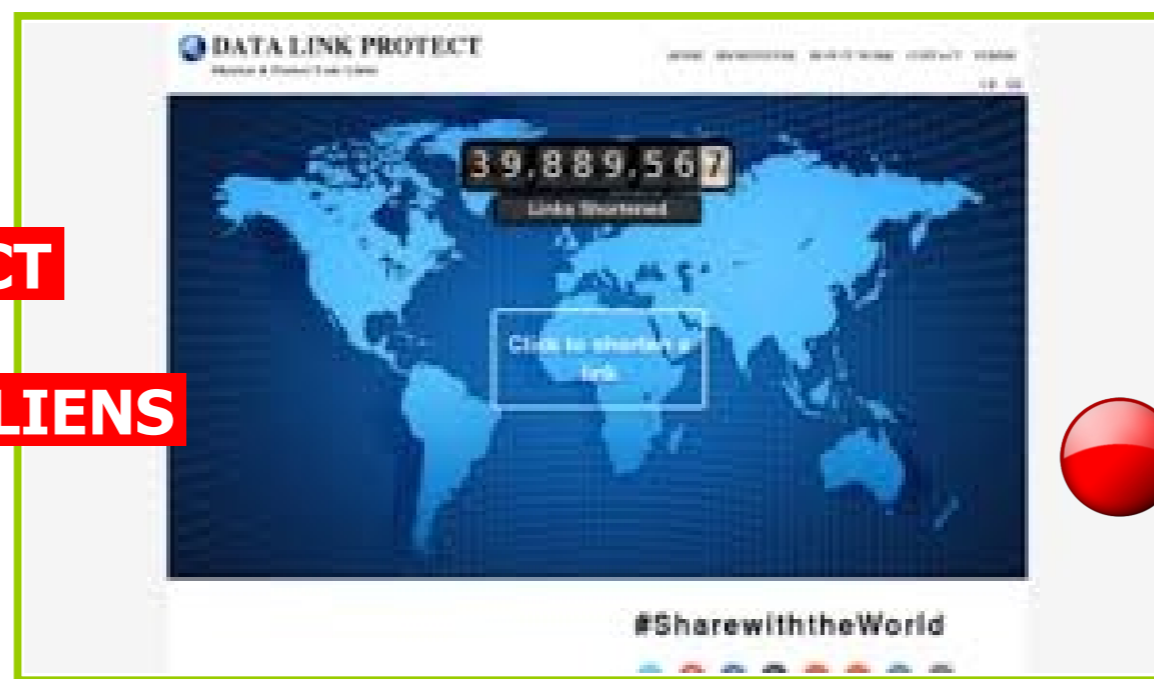 DATA LINK PROTECT
39,889,567
Links Shortened
CT
Click to shorten a
link
LIENS
#SharewiththeWorld